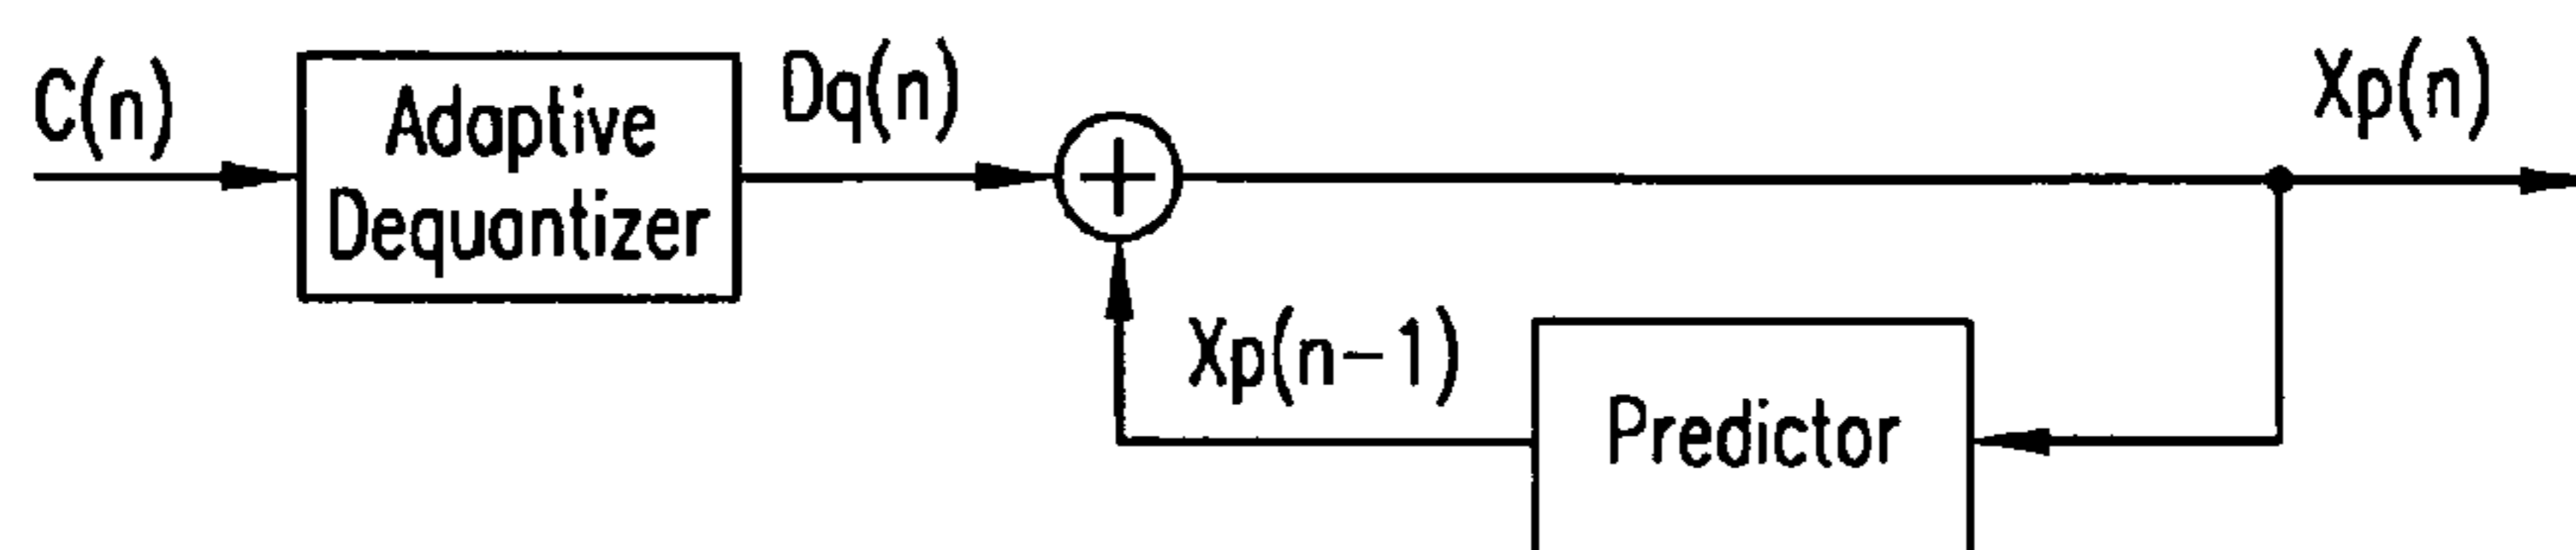 C(n)
Adaptive
Dequantizer
Dq(n)
Xp(n)
Xp(n-1)
Predictor